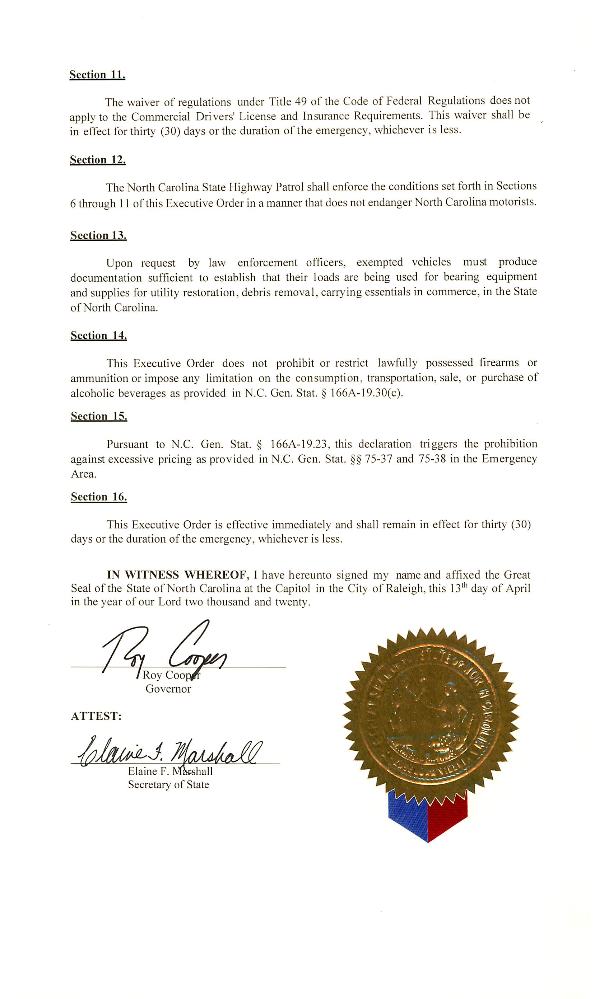 Section 11.
The waiver of regulations under Title 49 of the Code of Federal Regulations does not
apply to the Commercial Drivers' License and Insurance Requirements. This waiver shall be
in effect for thirty (30) days or the duration of the emergency, whichever is less.
Section 12.
The North Carolina State Highway Patrol shall enforce the conditions set forth in Sections
6 through 11 of this Executive Order in a manner that does not endanger North Carolina motorists.
Section 13.
Upon request by law enforcement officers, exempted vehicles must produce
documentation sufficient to establish that their loads are being used for bearing equipment
and supplies for utility restoration, debris removal, carrying essentials in commerce, in the State
of North Carolina.
Section 14.
This Executive Order does not prohibit or restrict lawfully possessed firearms or
ammunition or impose any limitation on the consumption, transportation, sale, or purchase of
alcoholic beverages as provided in N.C. Gen. Stat. § 166A-19.30(c).
Section 15.
Pursuant to N.C. Gen. Stat. § 166A-19.23, this declaration triggers the prohibition
against excessive pricing as provided in N.C. Gen. Stat. §§ 75-37 and 75-38 in the Emergency
Area.
Section 16.
This Executive Order is effective immediately and shall remain in effect for thirty (30)
days or the duration of the emergency, whichever is less.
IN WITNESS WHEREOF, I have hereunto signed my name and affixed the Great
Seal of the State of North Carolina at the Capitol in the City of Raleigh, this 13th day of April
in the year of our Lord two thousand and twenty.
Roy Cooper
Roy Cooper
Governor
ATTEST:
Elaine F. Marshall
Elaine F. Marshall
Secretary of State
SEAL STATE OF NORTH CAROLINA